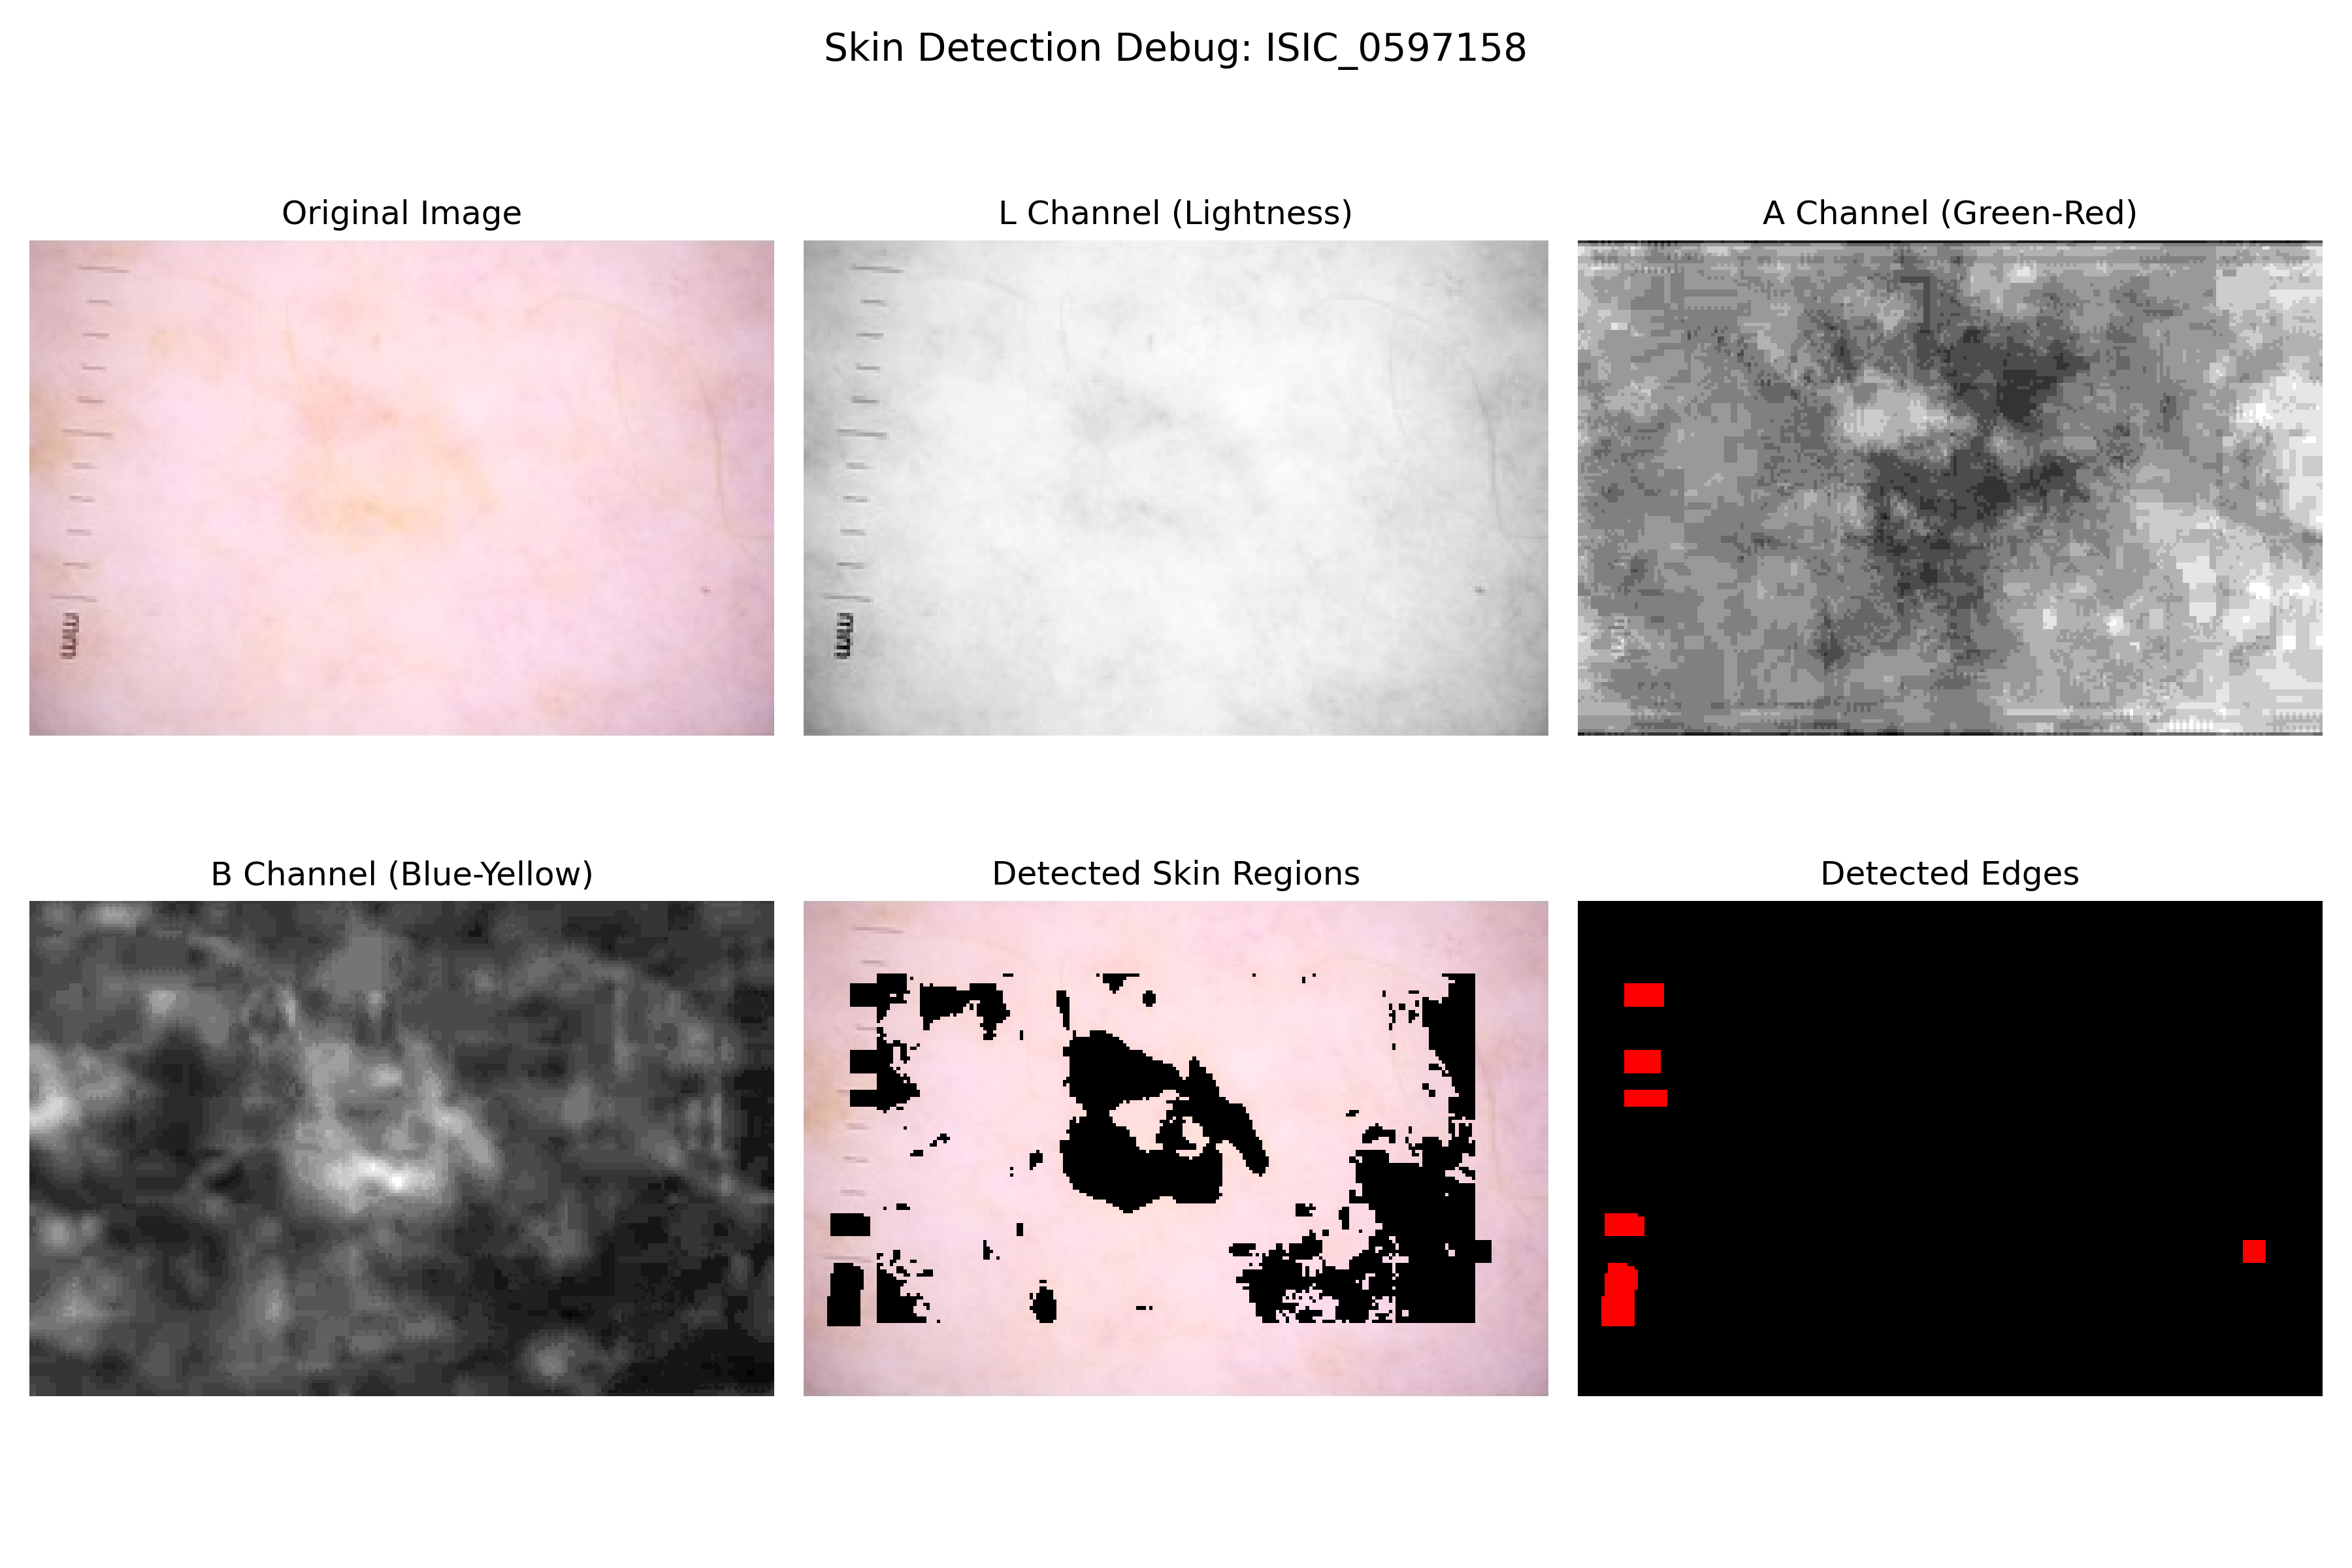 Skin Detection Debug: ISIC_0597158
Original Image
L Channel (Lightness)
A Channel (Green-Red)
mm
mm
B Channel (Blue-Yellow)
Detected Skin Regions
Detected Edges